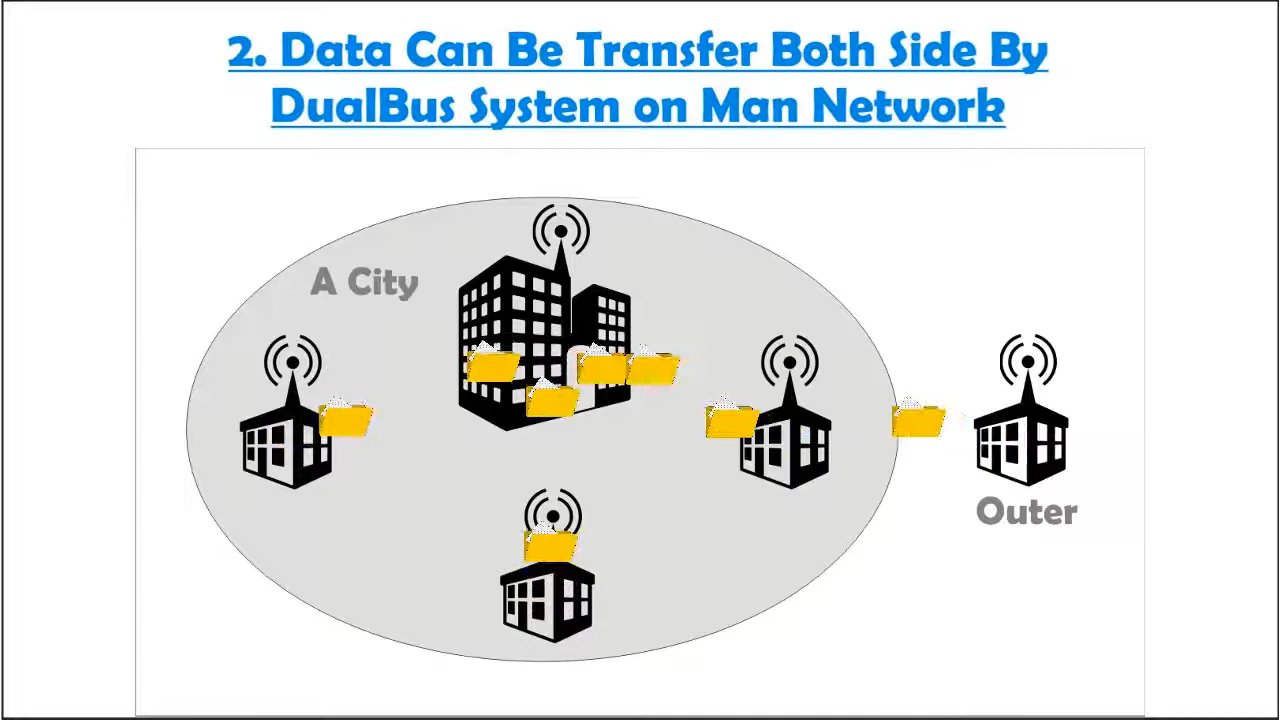 2. Data Can Be Transfer Both Side By
DualBus System on Man Network
A City
Outer